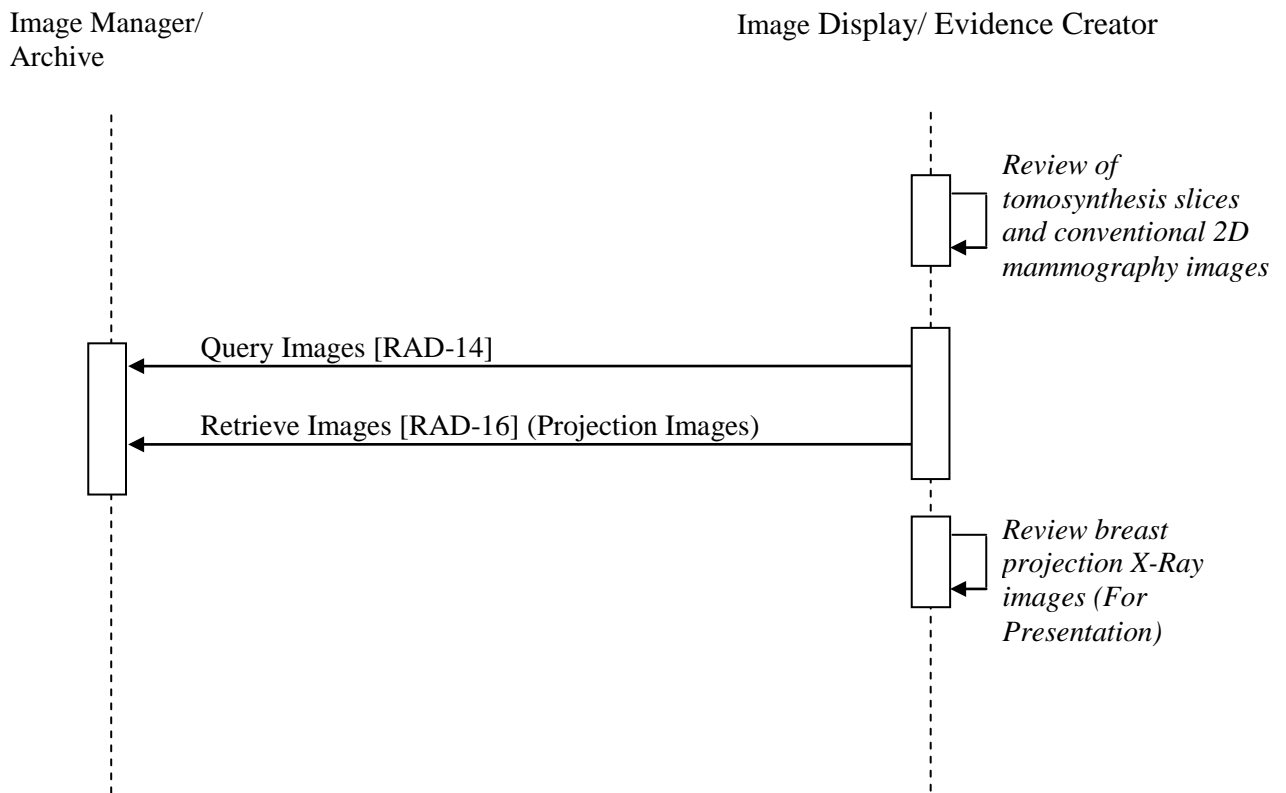 Image Manager/
Archive
Image Display/ Evidence Creator
Review of
tomosynthesis slices
and conventional 2D
mammography images
Query Images [RAD-14]
Retrieve Images [RAD-16] (Projection Images)
Review breast
projection X-Ray
images (For
Presentation)